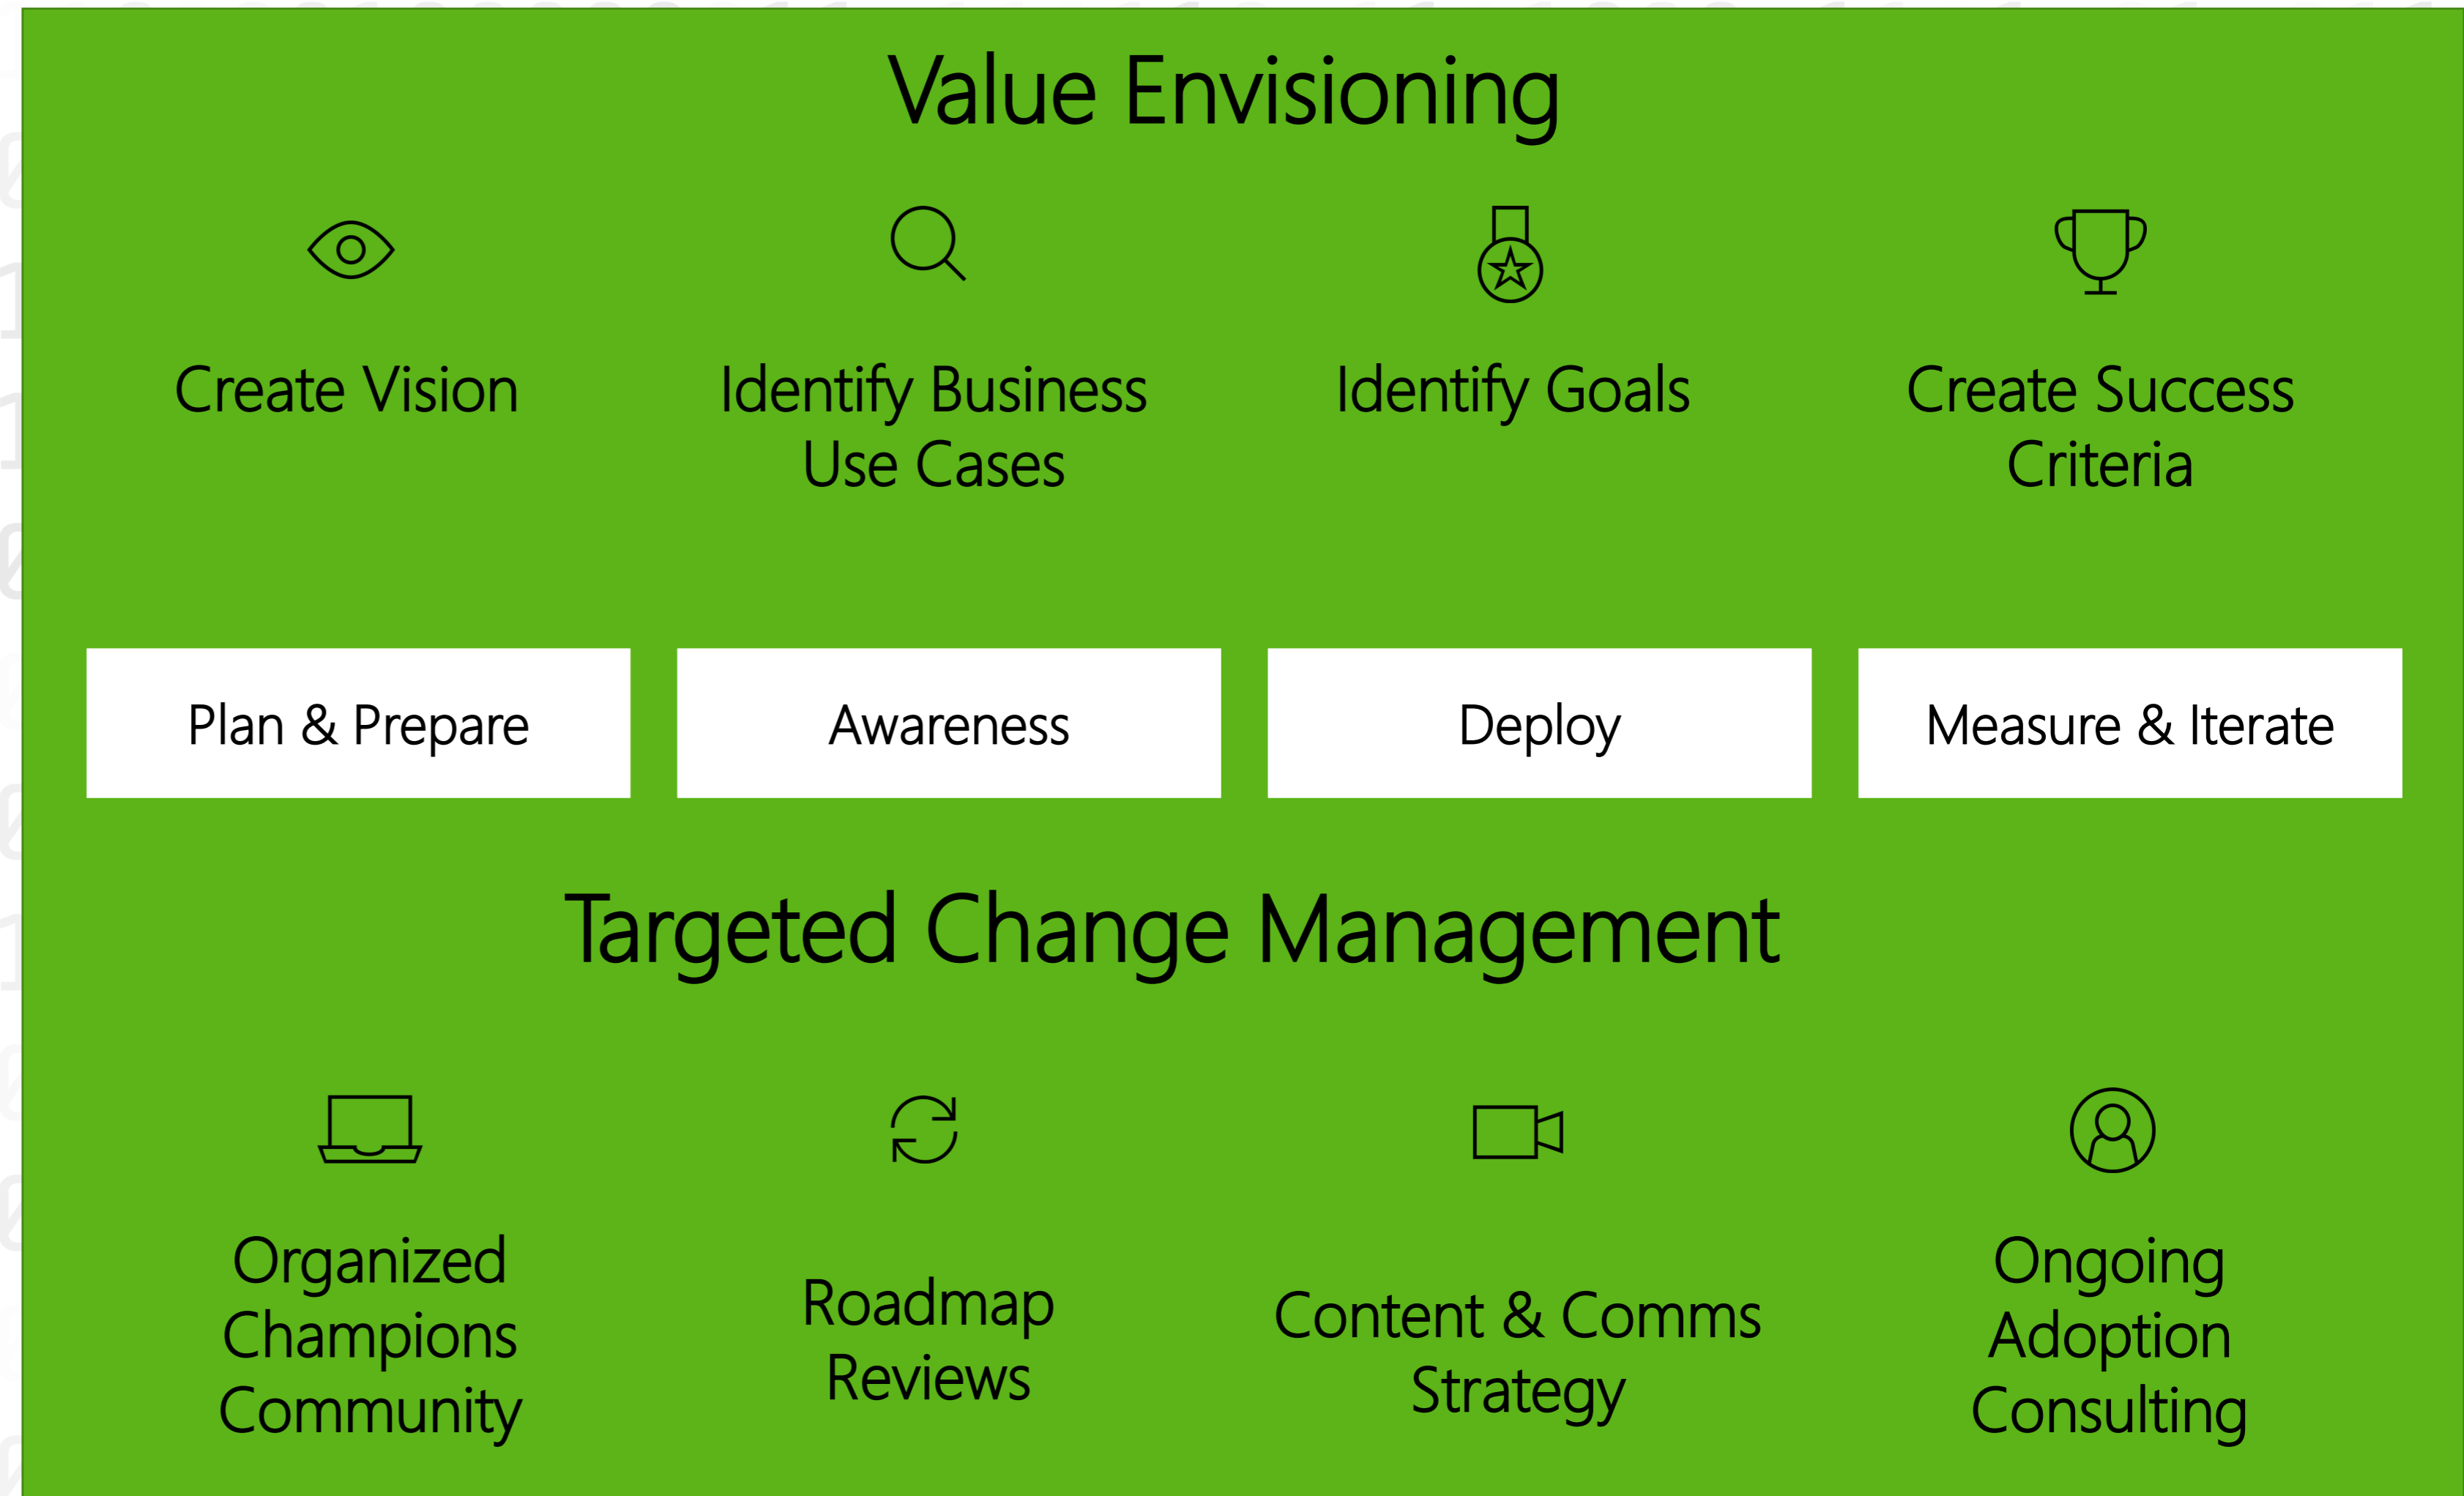 Value Envisioning
Create Vision
Identify Business
Use Cases
Identify Goals
Create Success
Criteria
Plan & Prepare
Awareness
Deploy
Measure & Iterate
Targeted Change Management
Organized
Champions
Community
Roadmap
Reviews
Content & Comms
Strategy
Ongoing
Adoption
Consulting